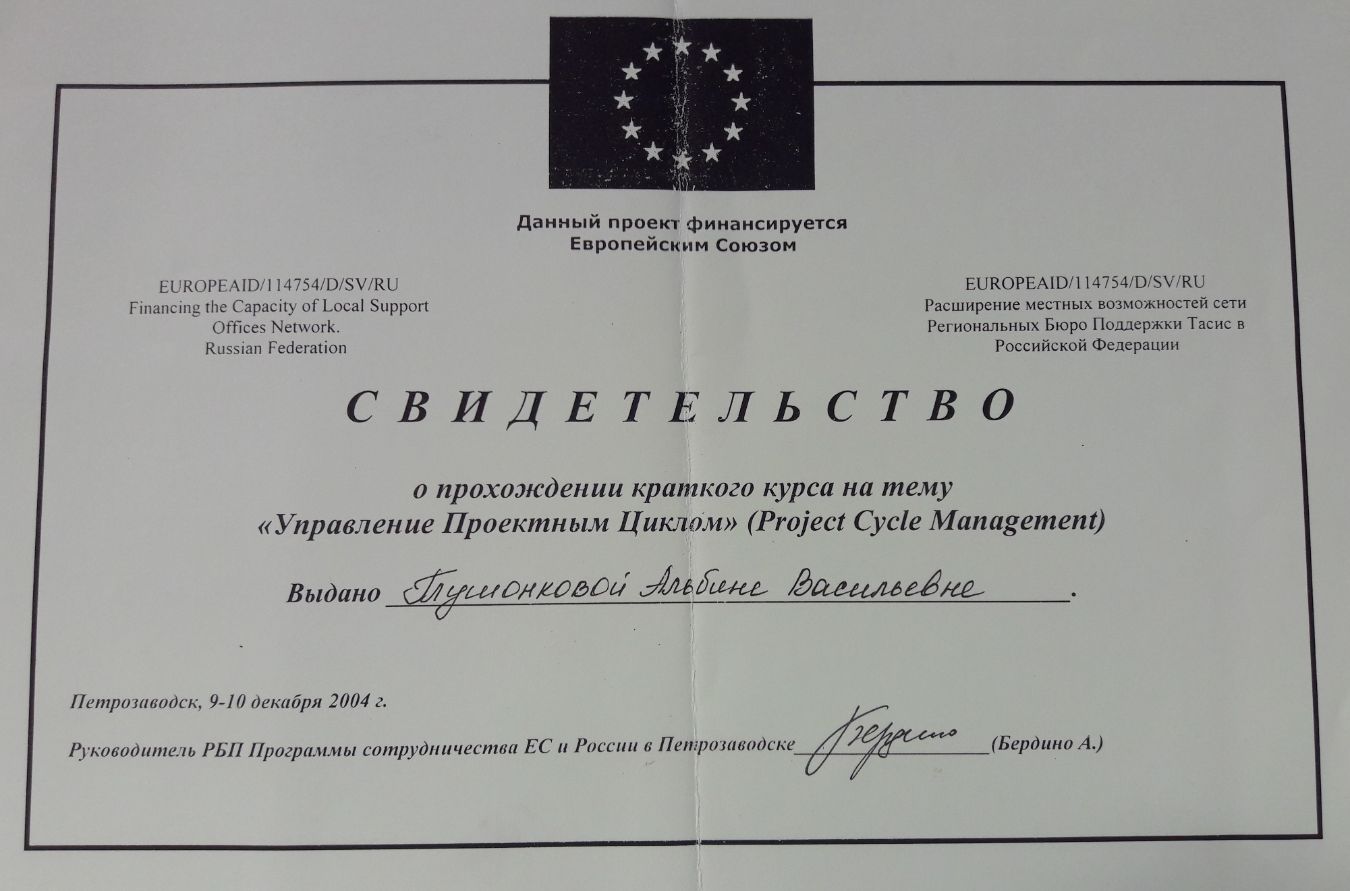 Данный проект финансируется
Европейским Союзом
EUROPEAID/114754/D/SV/RU
Financing the Capacity of Local Support
Offices Network.
Russian Federation
EUROPEAID/114754/D/SV/RU
Расширение местных возможностей сети
Региональных Бюро Поддержки Тасис в
Российской Федерации
СВИДЕТЕЛЬСТВО
о прохождении краткого курса на тему
«Управление Проектным Циклом» (Project Cycle Management)
Выдано Тушонковой Альбине Васильевне.
Петрозаводск, 9-10 декабря 2004 г.
Руководитель РБП Программы сотрудничества ЕС и России в Петрозаводске Бердино (Бердино А.)